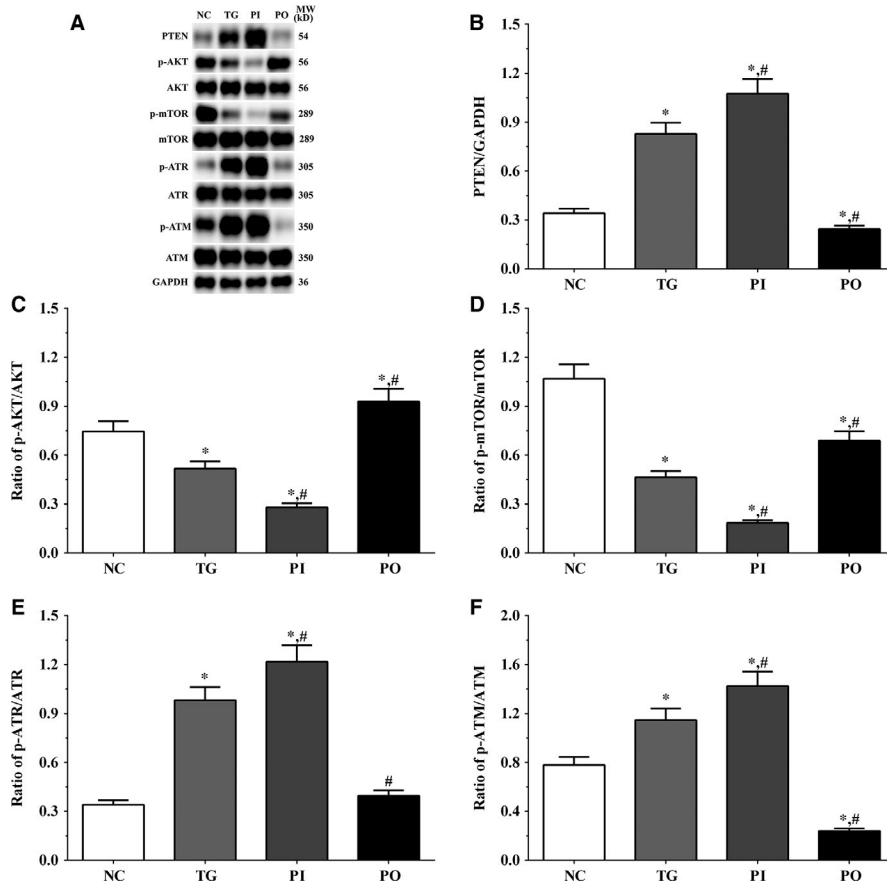 A
NC TG PI PO MW (kD)
PTEN 54
p-AKT 56
AKT 56
p-mTOR 289
mTOR 289
p-ATR 305
ATR 305
p-ATM 350
ATM 350
GAPDH 36
B
PTEN/GAPDH
1.5
1.2
0.9
0.6
0.3
0.0
*
*,#
*,#
NC TG PI PO
C
Ratio of p-AKT/AKT
1.5
1.2
0.9
0.6
0.3
0.0
*
*,#
*,#
NC TG PI PO
D
Ratio of p-mTOR/mTOR
1.5
1.2
0.9
0.6
0.3
0.0
*
*,#
*,#
NC TG PI PO
E
Ratio of p-ATR/ATR
1.5
1.2
0.9
0.6
0.3
0.0
*
*,#
#
NC TG PI PO
F
Ratio of p-ATM/ATM
2.0
1.6
1.2
0.8
0.4
0.0
*
*,#
*,#
NC TG PI PO